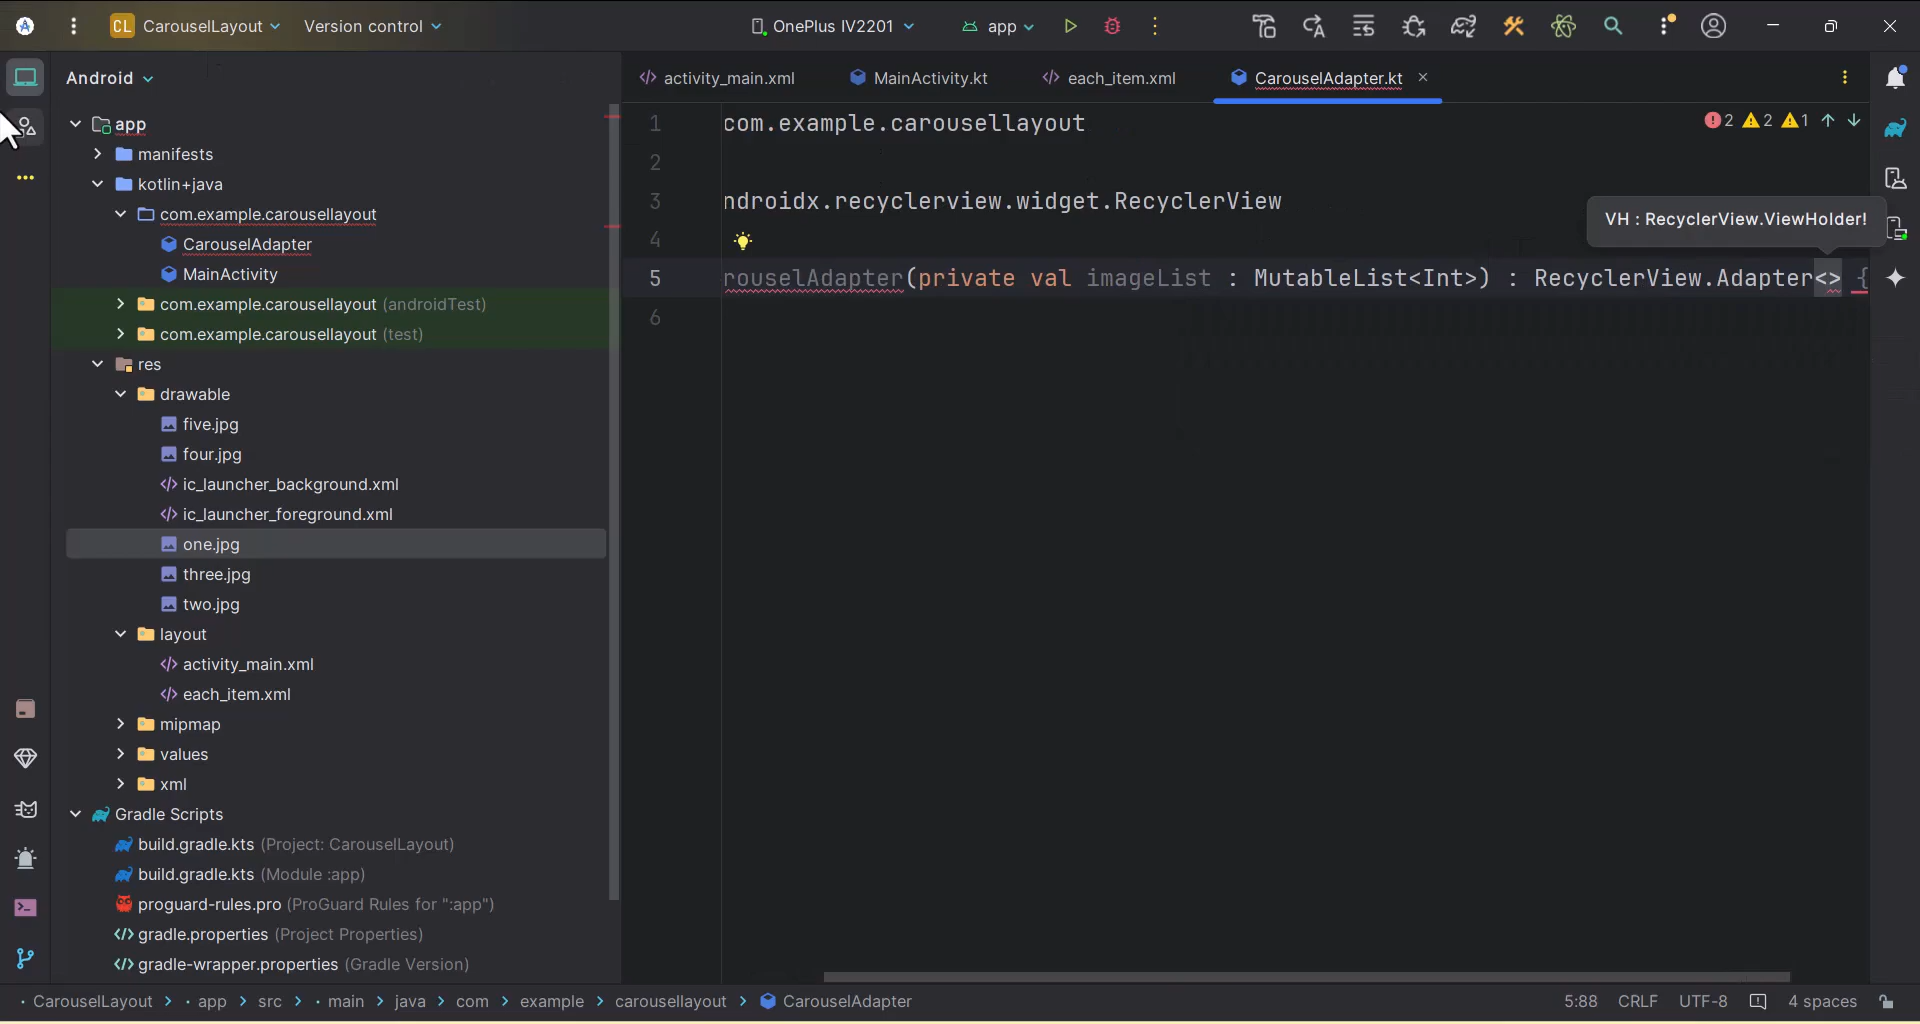 CL CarouselLayout Version control OnePlus IV2201 app
Android
app
manifests
kotlin+java
com.example.carousellayout
CarouselAdapter
MainActivity
com.example.carousellayout (androidTest)
com.example.carousellayout (test)
res
drawable
five.jpg
four.jpg
ic_launcher_background.xml
ic_launcher_foreground.xml
one.jpg
three.jpg
two.jpg
layout
activity_main.xml
each_item.xml
mipmap
values
xml
Gradle Scripts
build.gradle.kts (Project: CarouselLayout)
build.gradle.kts (Module :app)
proguard-rules.pro (ProGuard Rules for ":app")
gradle.properties (Project Properties)
gradle-wrapper.properties (Gradle Version)
activity_main.xml MainActivity.kt each_item.xml CarouselAdapter.kt
2 2 1
1 com.example.carousellayout
2
3 ndroidx.recyclerview.widget.RecyclerView
VH : RecyclerView.ViewHolder!
4
5 rouselAdapter(private val imageList : MutableList<Int>) : RecyclerView.Adapter<> {
6
CarouselLayout > app > src > main > java > com > example > carousellayout > CarouselAdapter
5:88 CRLF UTF-8 4 spaces